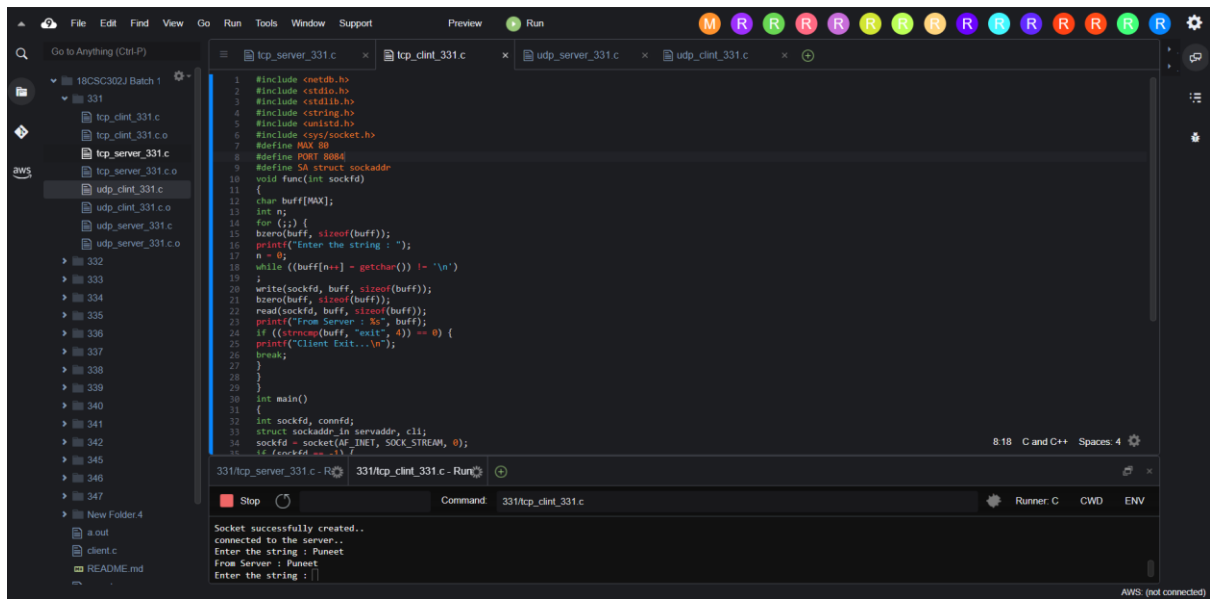 File Edit Find View Go Run Tools Window Support Preview Run M R R R R R R R R R R R R R R
Go to Anything (Ctrl-P)
tcp_server_331.c × tcp_clint_331.c × udp_server_331.c × udp_clint_331.c ×
18CSC302J Batch 1
331
tcp_clint_331.c
tcp_clint_331.c.o
tcp_server_331.c
aws
tcp_server_331.c.o
udp_clint_331.c
udp_clint_331.c.o
udp_server_331.c
udp_server_331.c.o
332
333
334
335
336
337
338
339
340
341
342
345
346
347
New Folder.4
a.out
client.c
README.md
1 #include <netdb.h>
2 #include <stdio.h>
3 #include <stdlib.h>
4 #include <string.h>
5 #include <unistd.h>
6 #include <sys/socket.h>
7 #define MAX 80
8 #define PORT 8084
9 #define SA struct sockaddr
10 void func(int sockfd)
11 {
12 char buff[MAX];
13 int n;
14 for (;;) {
15 bzero(buff, sizeof(buff));
16 printf("Enter the string : ");
17 n = 0;
18 while ((buff[n++] = getchar()) != '\n')
19 ;
20 write(sockfd, buff, sizeof(buff));
21 bzero(buff, sizeof(buff));
22 read(sockfd, buff, sizeof(buff));
23 printf("From Server : %s", buff);
24 if ((strncmp(buff, "exit", 4)) == 0) {
25 printf("Client Exit...\n");
26 break;
27 }
28 }
29 }
30 int main()
31 {
32 int sockfd, connfd;
33 struct sockaddr_in servaddr, cli;
34 sockfd = socket(AF_INET, SOCK_STREAM, 0);
35 if (sockfd == -1) {
8:18 C and C++ Spaces: 4
331/tcp_server_331.c - R 331/tcp_clint_331.c - Run
Stop Command: 331/tcp_clint_331.c Runner: C CWD ENV
Socket successfully created..
connected to the server..
Enter the string : Puneet
From Server : Puneet
Enter the string :
AWS: (not connected)